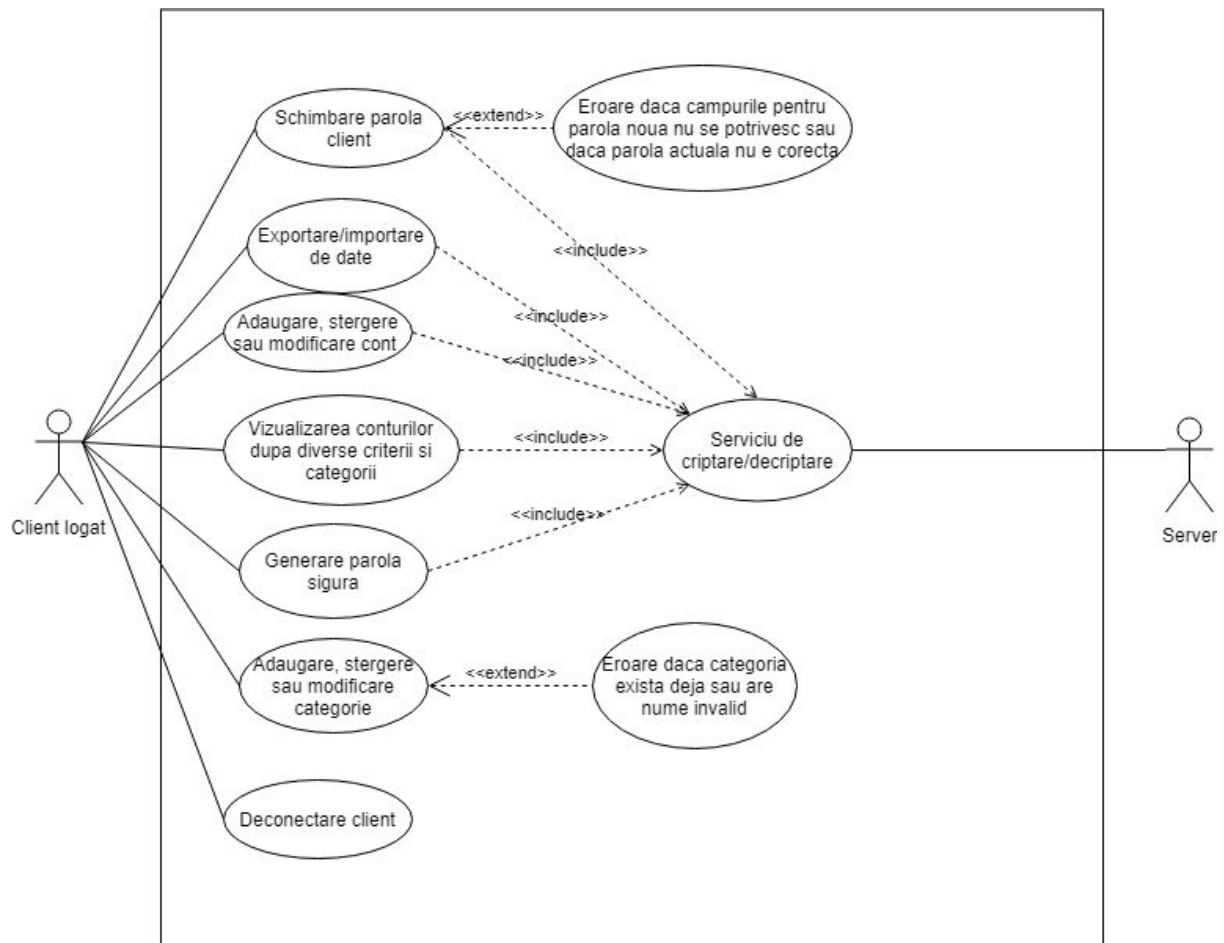 Schimbare parola
client
<<extend>>
Eroare daca campurile pentru
parola noua nu se potrivesc sau
daca parola actuala nu e corecta
Exportare/importare
de date
<<include>>
<<include>>
Adaugare, stergere
sau modificare cont
<<include>>
Vizualizarea conturilor
dupa diverse criterii si
categorii
<<include>>
Serviciu de
criptare/decriptare
Client logat
Server
<<include>>
Generare parola
sigura
Adaugare, stergere
sau modificare
categorie
<<extend>>
Eroare daca categoria
exista deja sau are
nume invalid
Deconectare client